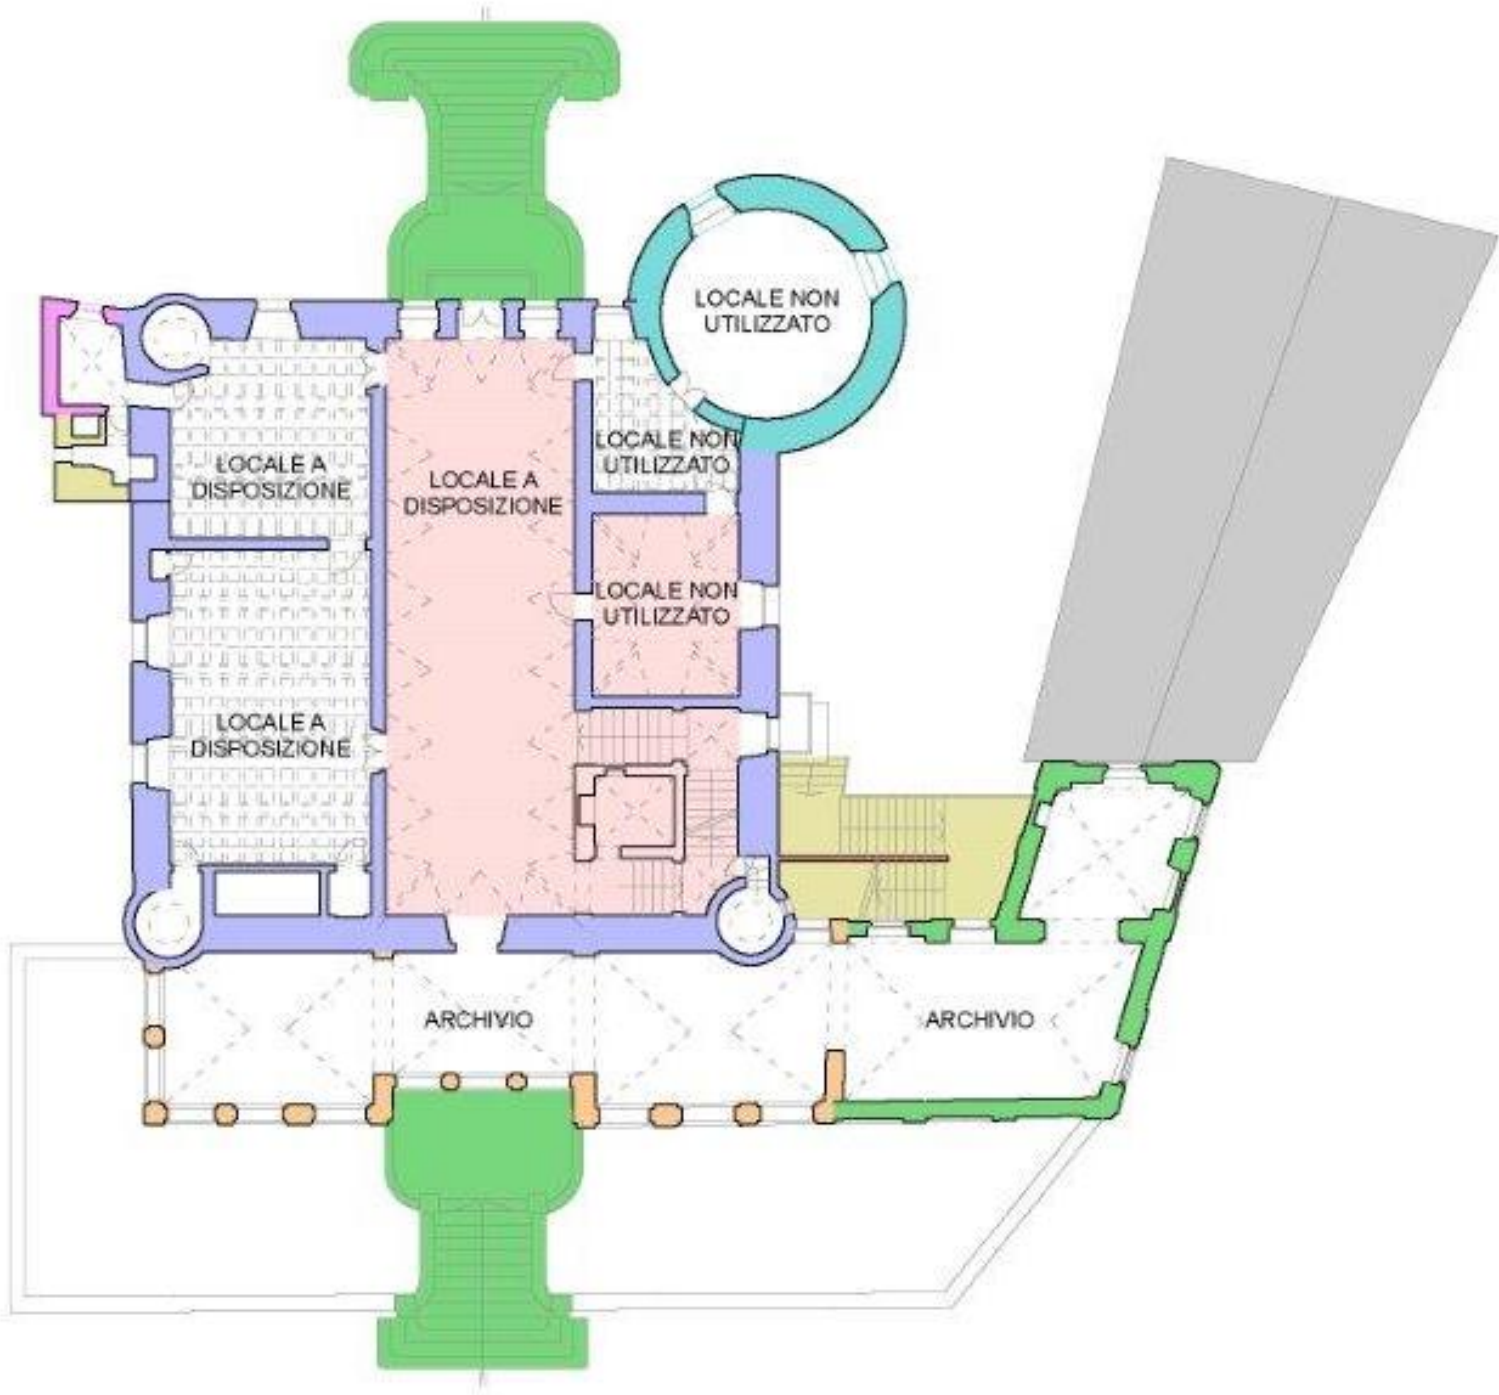 LOCALE NON
UTILIZZATO
LOCALE A
DISPOSIZIONE
LOCALE A
DISPOSIZIONE
LOCALE NON
UTILIZZATO
LOCALE NON
UTILIZZATO
LOCALE A
DISPOSIZIONE
ARCHIVIO
ARCHIVIO